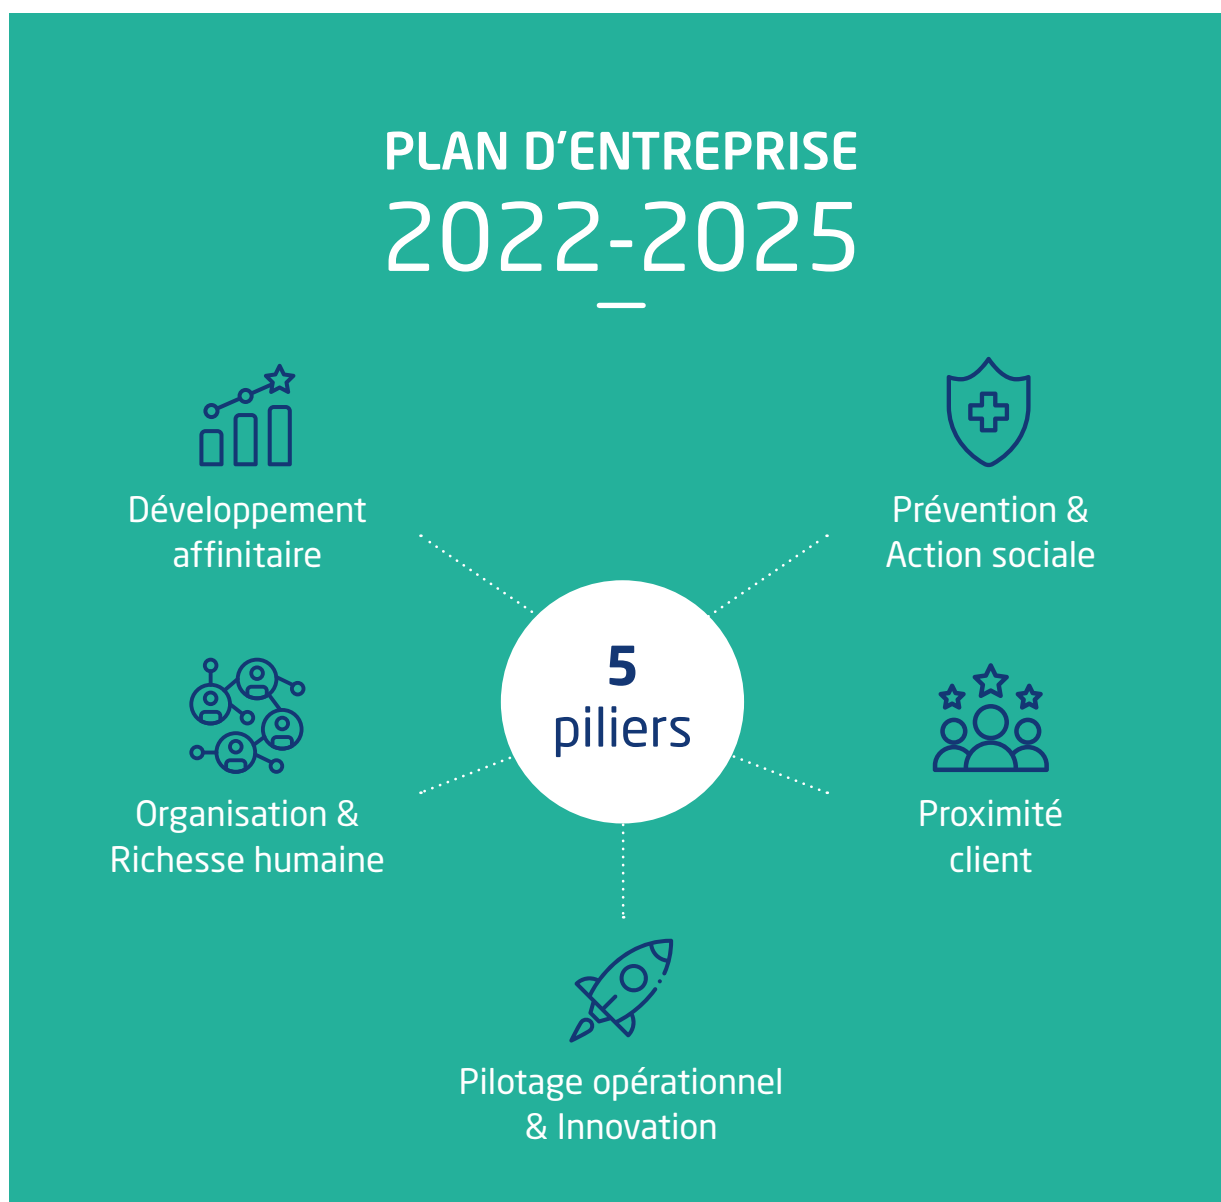 PLAN D'ENTREPRISE
2022-2025
Développement
affinitaire
Prévention &
Action sociale
5
piliers
Organisation &
Richesse humaine
Proximité
client
Pilotage opérationnel
& Innovation